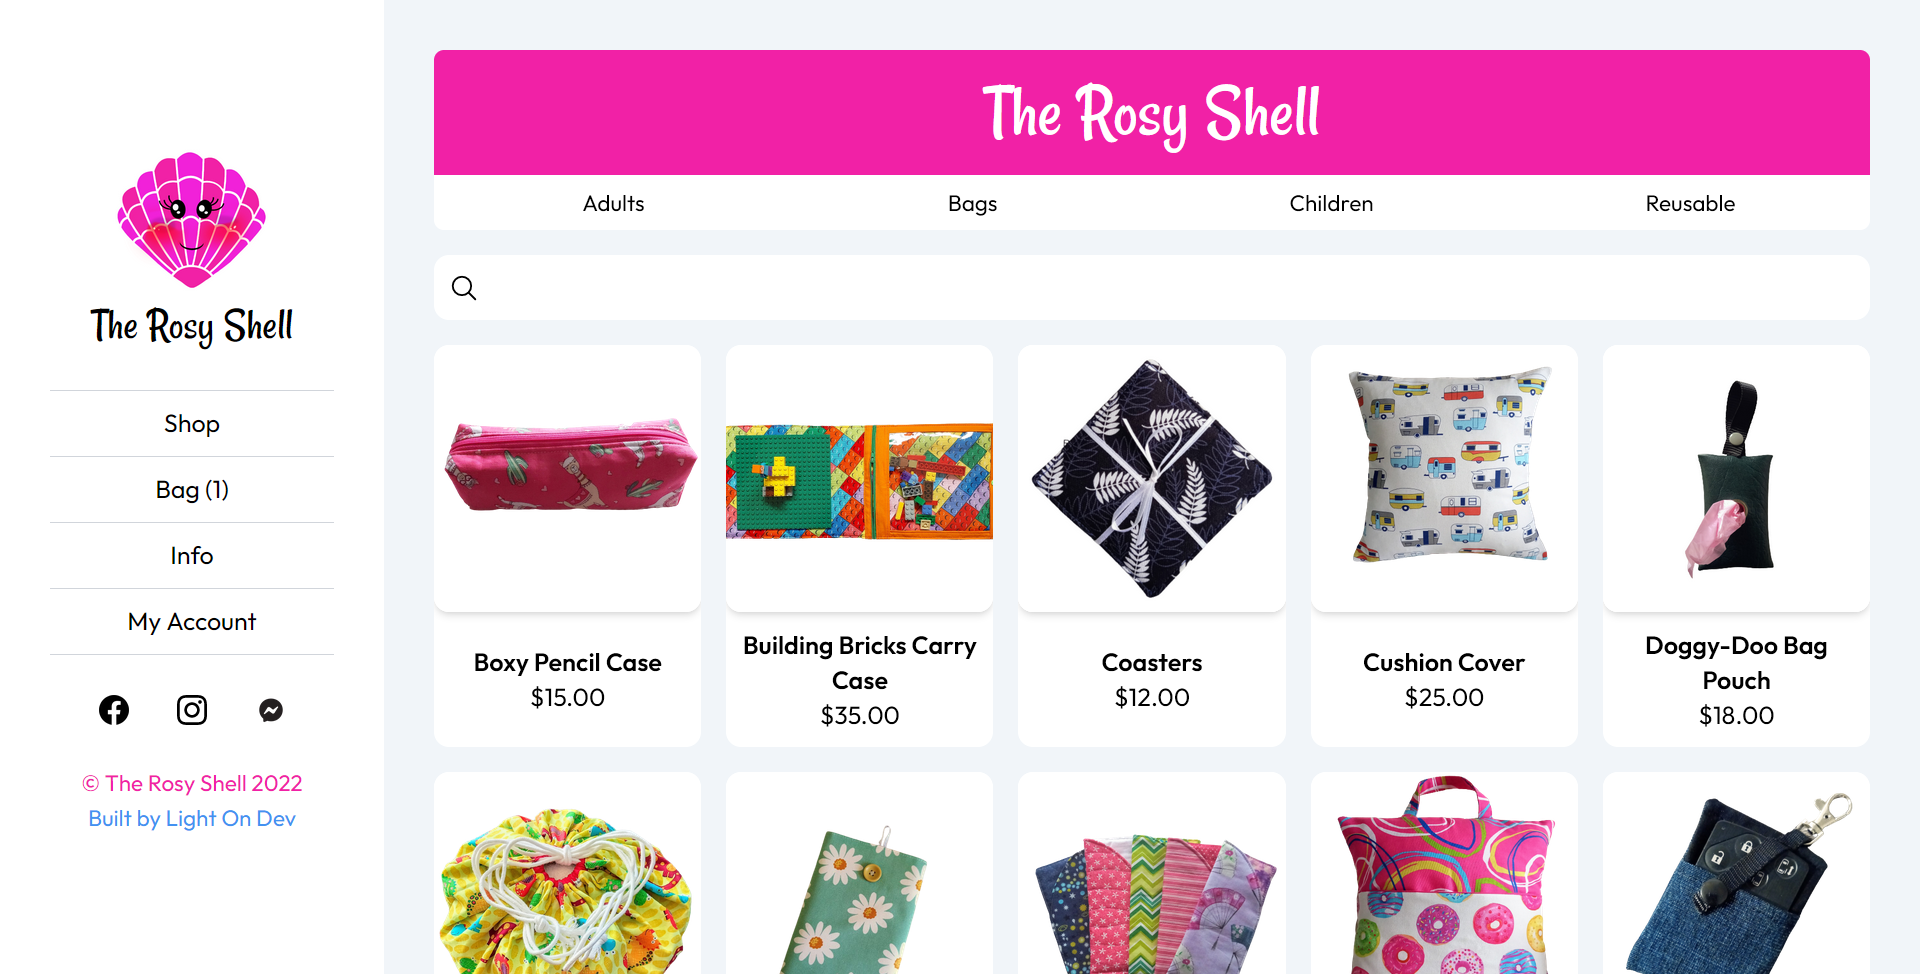 The Rosy Shell
Shop
Bag (1)
Info
My Account
© The Rosy Shell 2022
Built by Light On Dev
The Rosy Shell
Adults
Bags
Children
Reusable
Boxy Pencil Case
$15.00
Building Bricks Carry
Case
$35.00
Coasters
$12.00
Cushion Cover
$25.00
Doggy-Doo Bag
Pouch
$18.00